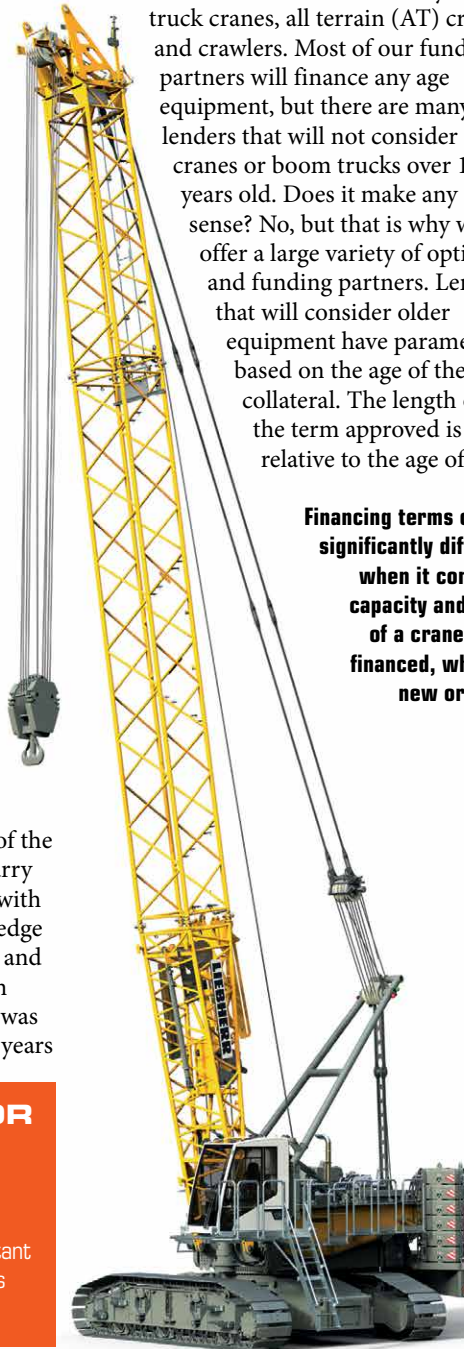 truck cranes, all terrain (AT) cr
and crawlers. Most of our fund
partners will finance any age
equipment, but there are many
lenders that will not consider
cranes or boom trucks over 1
years old. Does it make any
sense? No, but that is why w
offer a large variety of opti
and funding partners. Len
that will consider older
equipment have parame
based on the age of the
collateral. The length
the term approved is
relative to the age of
Financing terms
significantly dif
when it con
capacity and
of a crane
financed, wh
new or
of the
rry
with
edge
and
n
was
years
OR
tant
s
LIEBHERR